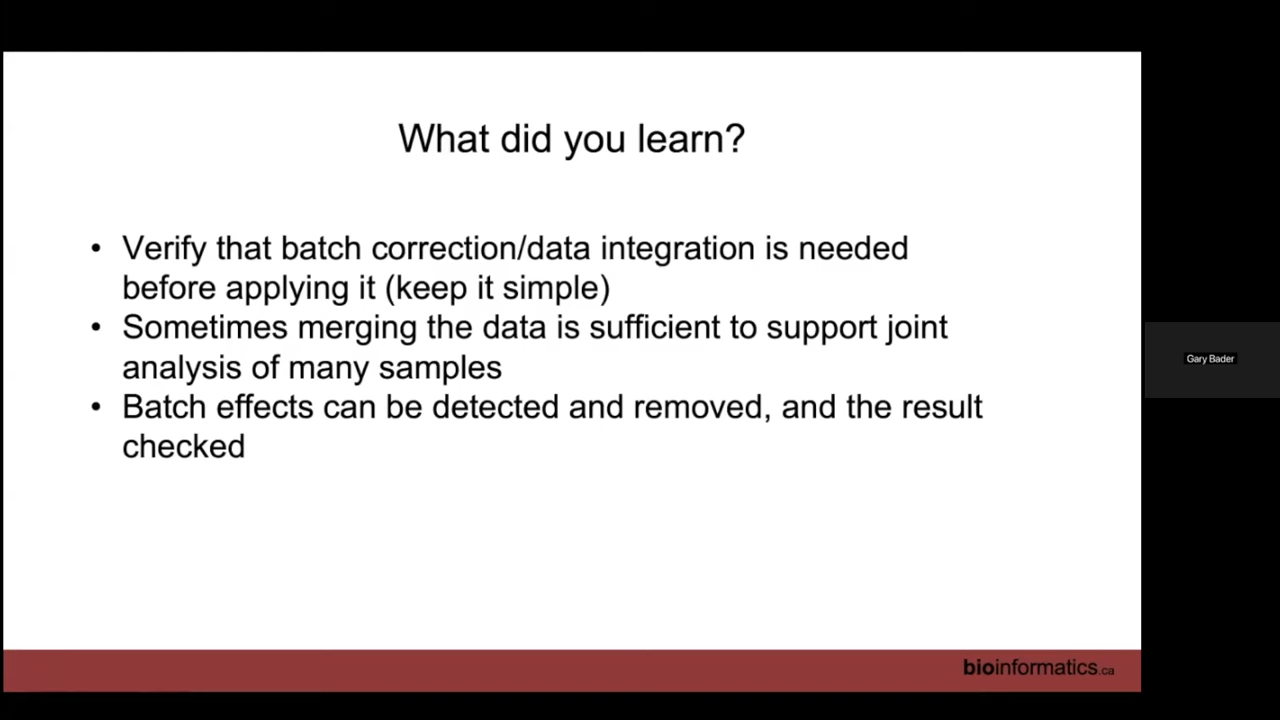 What did you learn?
• Verify that batch correction/data integration is needed
before applying it (keep it simple)
• Sometimes merging the data is sufficient to support joint
analysis of many samples
• Batch effects can be detected and removed, and the result
checked
Gary Bader
bioinformatics.ca